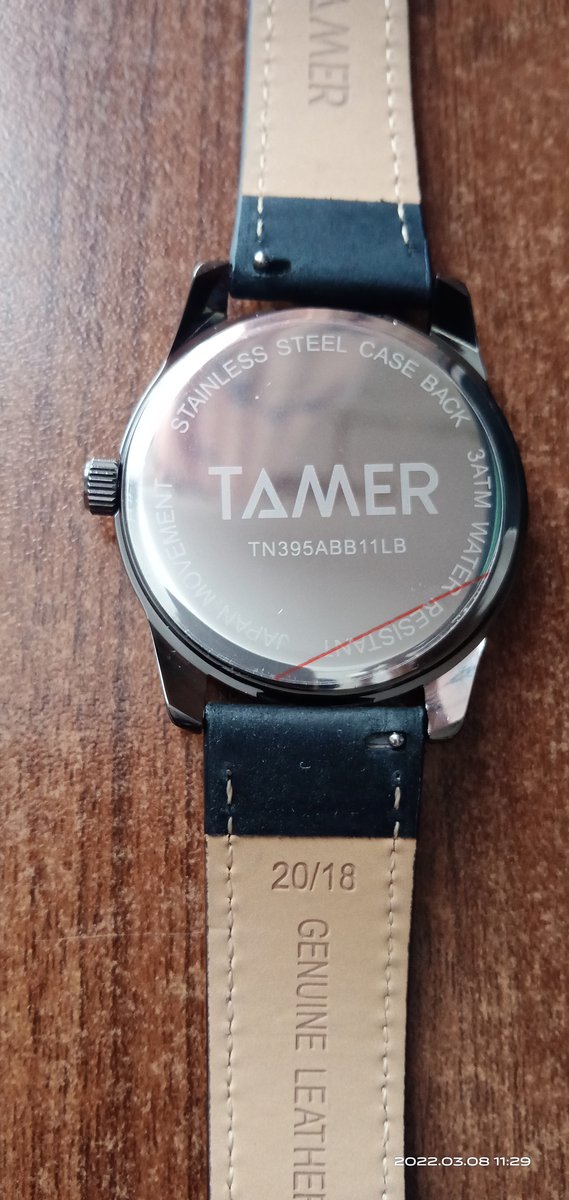 TAMER
STAINLESS STEEL CASE BACK
3ATM WATER RESISTANT
JAPAN MOVEMENT
TAMER
TN395ABB11LB
20/18
GENUINE LEATHER
2022.03.08 11:29